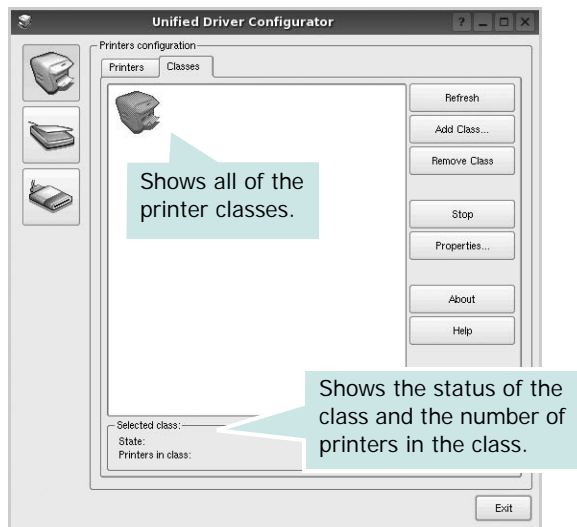 Unified Driver Configurator
Printers configuration
Printers
Classes
Refresh
Add Class...
Remove Class
Shows all of the
printer classes.
Stop
Properties...
About
Help
Shows the status of the
class and the number of
printers in the class.
Selected class:
State:
Printers in class:
Exit